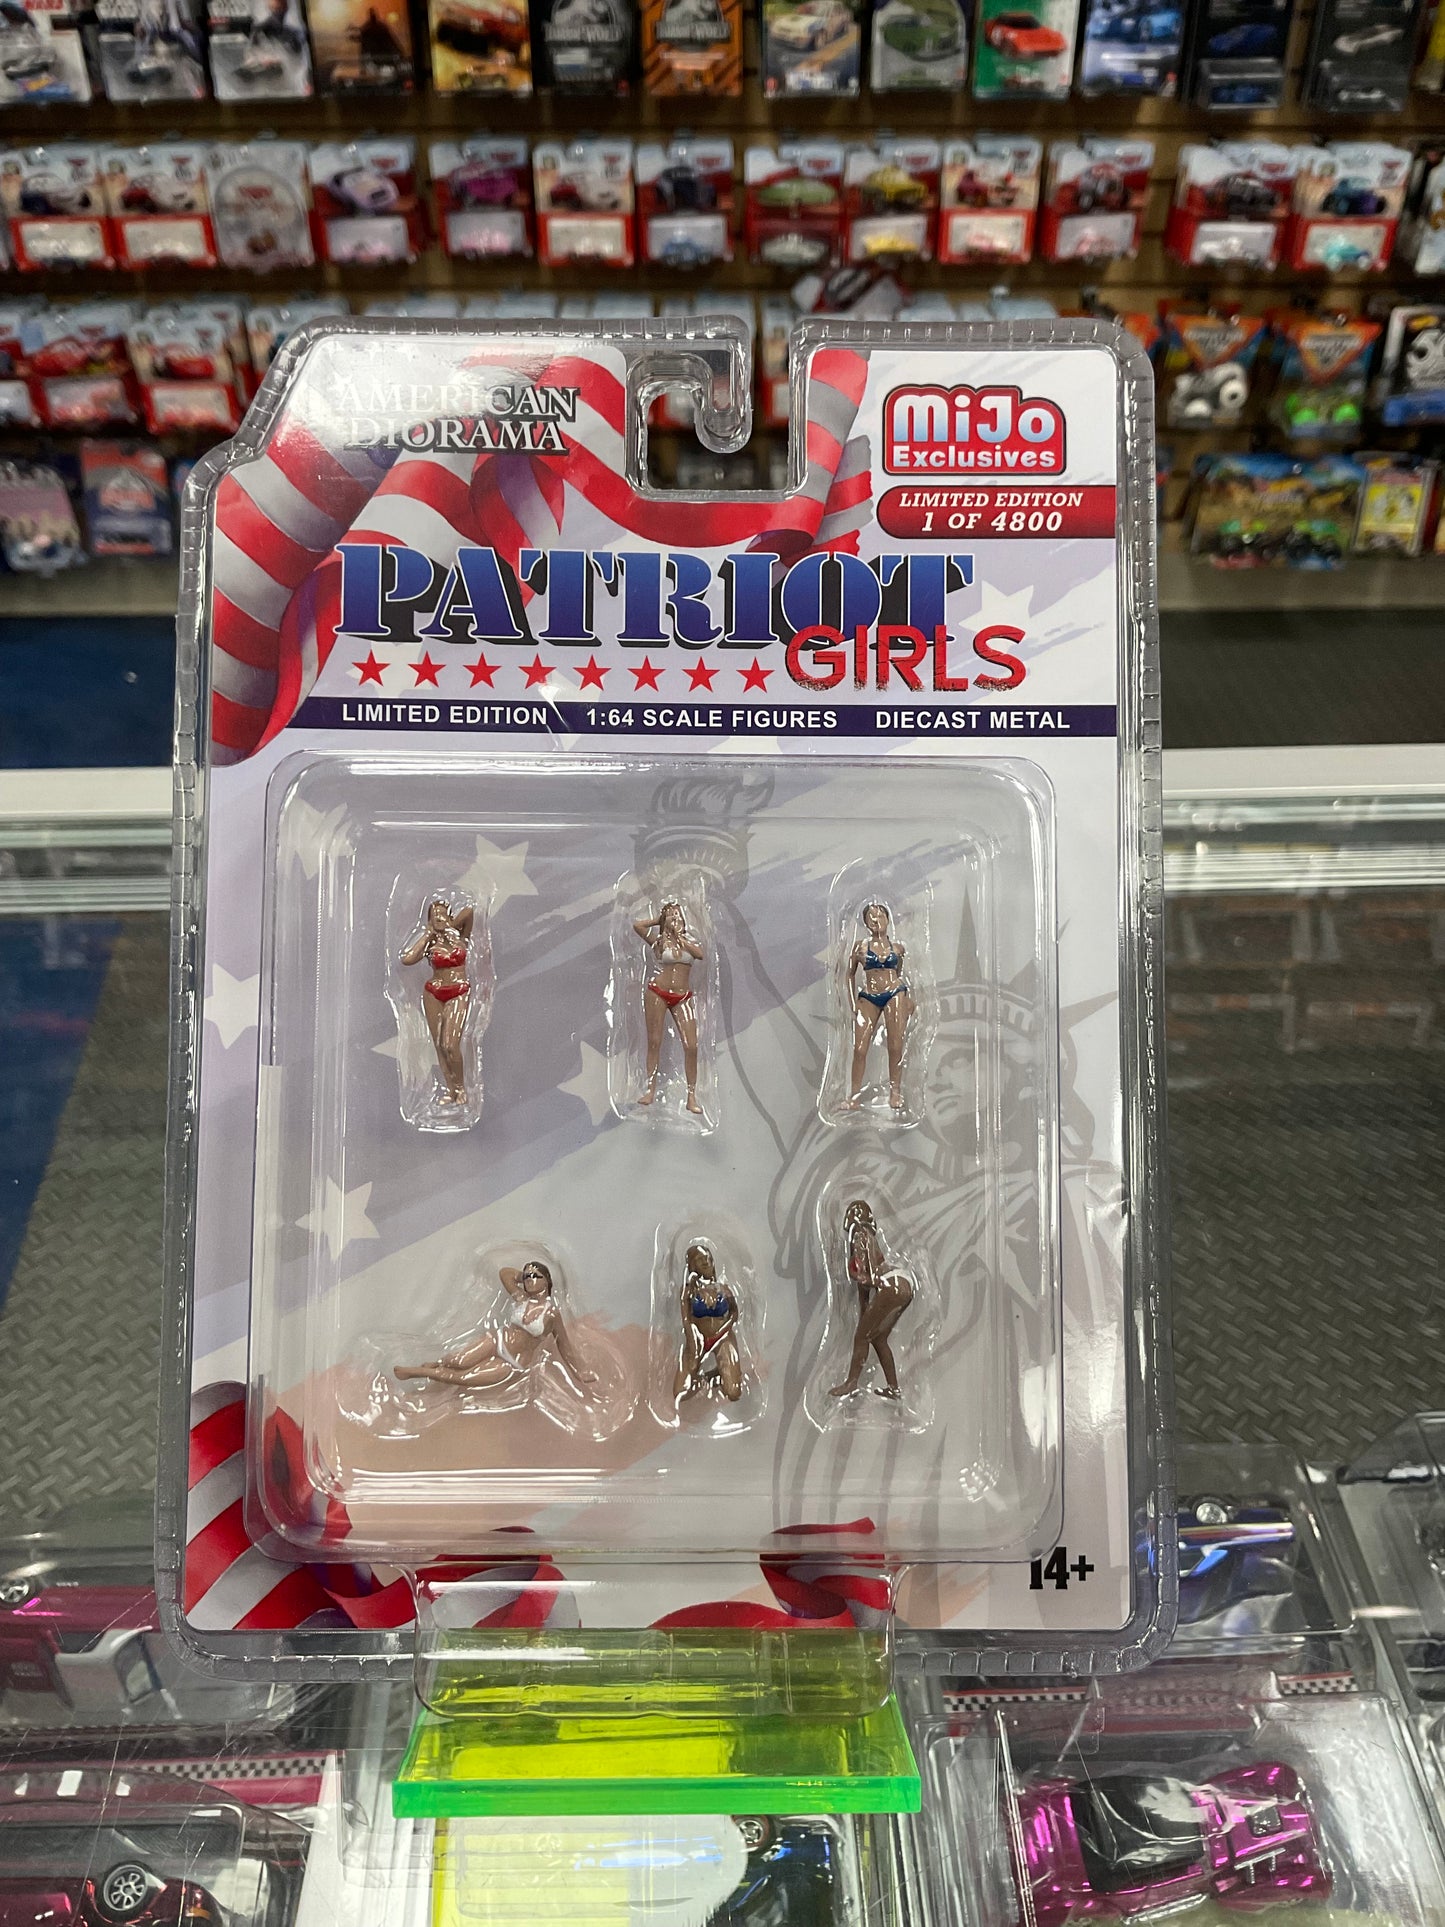 AMERICAN
DIORAMA
MiJo
Exclusives
LIMITED EDITION
1 OF 4800
PATRIOT
GIRLS
LIMITED EDITION 1:64 SCALE FIGURES DIECAST METAL
14+